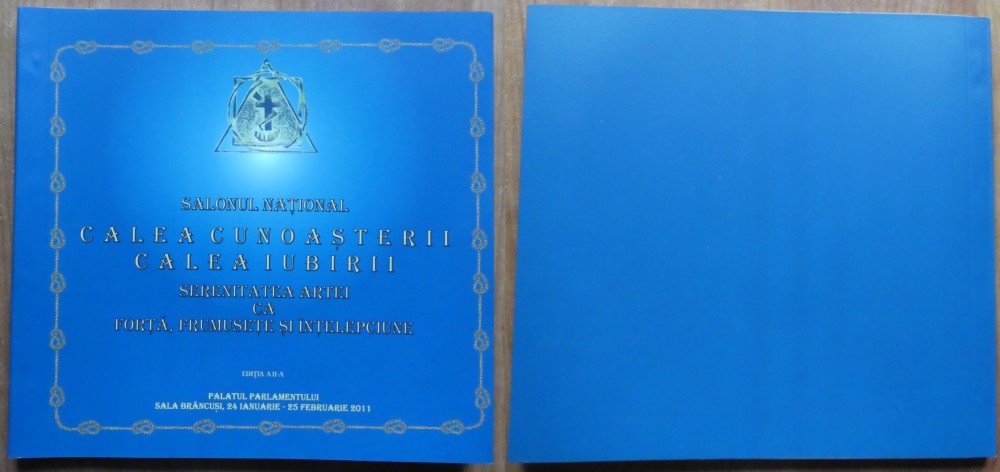 SALONUL NAȚIONAL
CALEA CUNOAȘTERII
CALEA IUBIRII
SERENITATEA ARTEI
CA
FORȚĂ, FRUMUSEȚE ȘI ÎNȚELEPCIUNE
EDIȚIA A II-A
PALATUL PARLAMENTULUI
SALA BRÂNCUȘI, 24 IANUARIE - 25 FEBRUARIE 2011